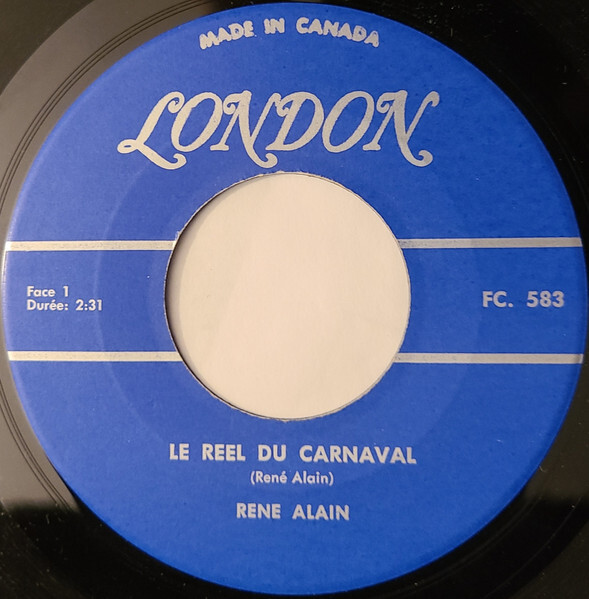 MADE IN CANADA
LONDON
Face 1
Durée: 2:31
FC. 583
LE REEL DU CARNAVAL
(René Alain)
RENE ALAIN